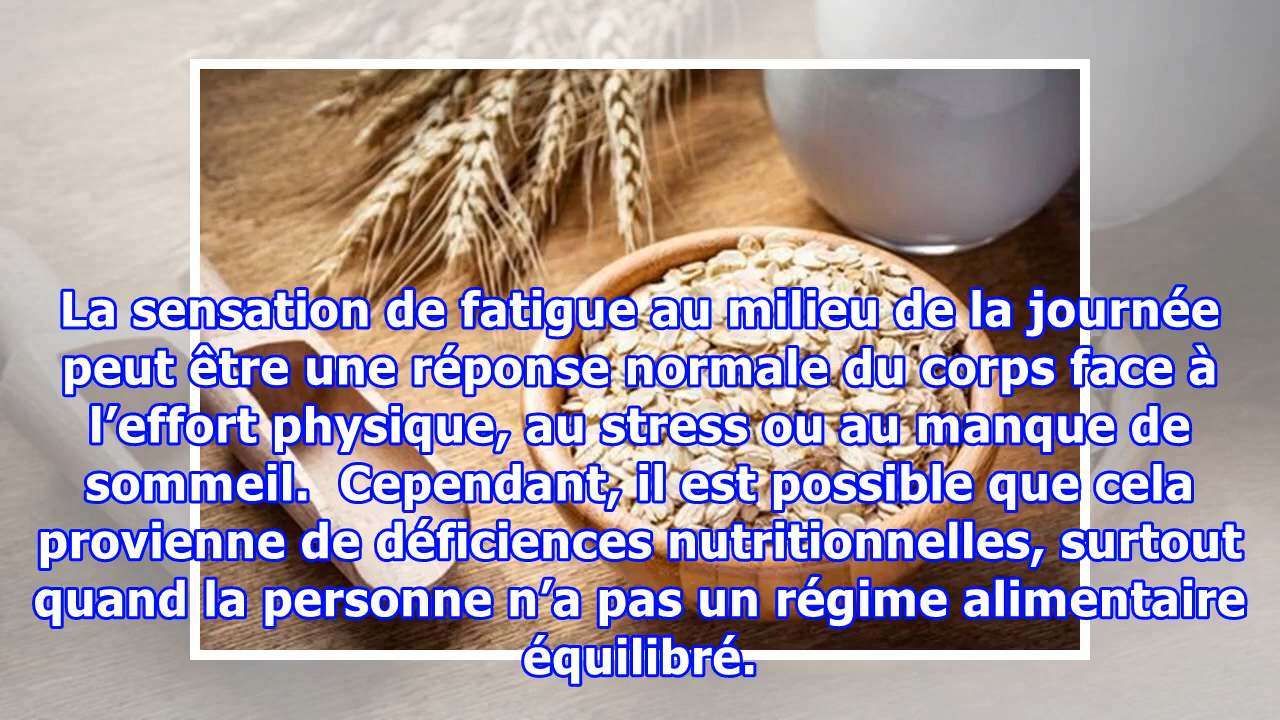 La sensation de fatigue au milieu de la journée
peut être une réponse normale du corps face à
l’effort physique, au stress ou au manque de
sommeil.  Cependant, il est possible que cela
provienne de déficiences nutritionnelles, surtout
quand la personne n’a pas un régime alimentaire
équilibré.